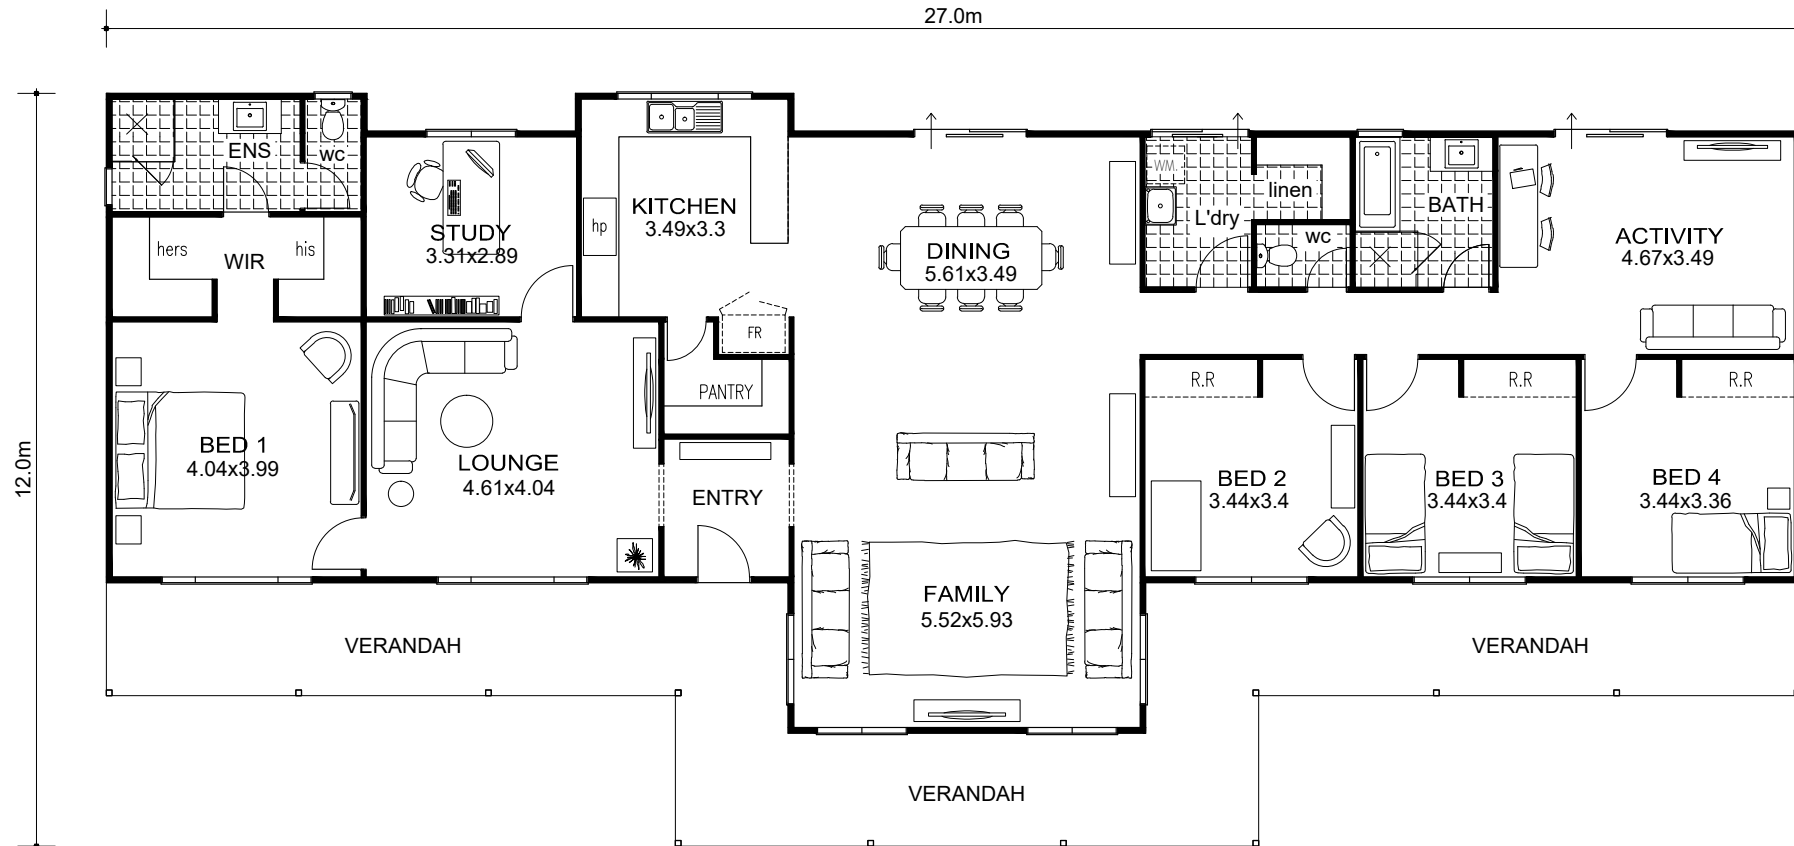 27.0m
12.0m
ENS
wc
hers
WIR
his
STUDY
3.31x2.89
KITCHEN
3.49x3.3
hp
FR
PANTRY
DINING
5.61x3.49
WM.
L'dry
linen
wc
BATH
ACTIVITY
4.67x3.49
BED 1
4.04x3.99
LOUNGE
4.61x4.04
ENTRY
FAMILY
5.52x5.93
R.R
BED 2
3.44x3.4
R.R
BED 3
3.44x3.4
R.R
BED 4
3.44x3.36
VERANDAH
VERANDAH
VERANDAH